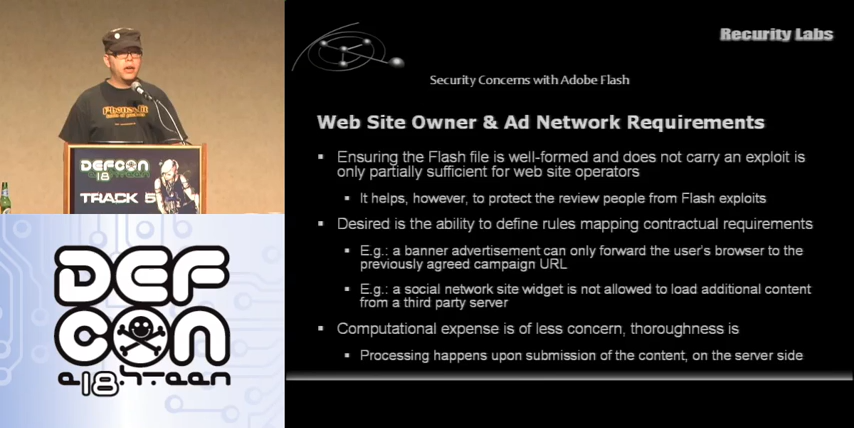 DEFCON
18
TRACK 5
DEF
CON
e18.hteen
Recurity Labs
Security Concerns with Adobe Flash
Web Site Owner & Ad Network Requirements
Ensuring the Flash file is well-formed and does not carry an exploit is
only partially sufficient for web site operators
It helps, however, to protect the review people from Flash exploits
Desired is the ability to define rules mapping contractual requirements
E.g.: a banner advertisement can only forward the user's browser to the
previously agreed campaign URL
E.g.: a social network site widget is not allowed to load additional content
from a third party server
Computational expense is of less concern, thoroughness is
Processing happens upon submission of the content, on the server side